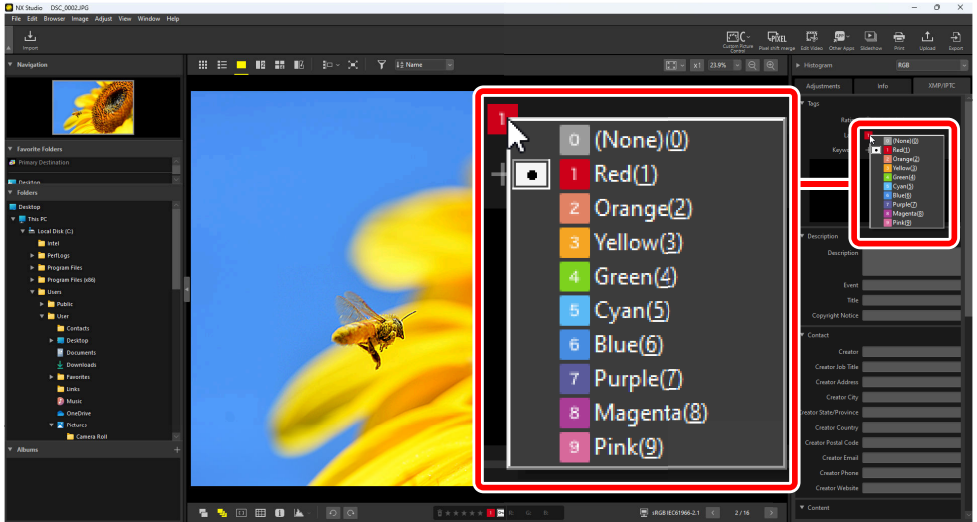 NX Studio DSC_0002.JPG
File Edit Browser Image Adjust View Window Help
Import
Custom Picture Control
Pixel shift merge
Edit Video
Other Apps
Slideshow
Print
Upload
Export
Navigation
Name
x1
23.9%
Histogram
RGB
Adjustments
Info
XMP/IPTC
Tags
Favorite Folders
Primary Destination
Desktop
Folders
Desktop
This PC
Local Disk (C:)
Intel
PerfLogs
Program Files
Program Files (x86)
Users
Public
User
Contacts
Desktop
Documents
Downloads
Favorites
Links
Music
OneDrive
Pictures
Camera Roll
Albums
1
0 (None)(0)
1 Red(1)
2 Orange(2)
3 Yellow(3)
4 Green(4)
5 Cyan(5)
6 Blue(6)
7 Purple(7)
8 Magenta(8)
9 Pink(9)
(None)(0)
Red(1)
Orange(2)
Yellow(3)
Green(4)
Cyan(5)
Blue(6)
Purple(7)
Magenta(8)
Pink(9)
Description
Description
Event
Title
Copyright Notice
Contact
Creator
Creator Job Title
Creator Address
Creator City
Creator State/Province
Creator Country
Creator Postal Code
Creator Email
Creator Phone
Creator Website
Content
sRGB IEC61966-2.1
2 / 16